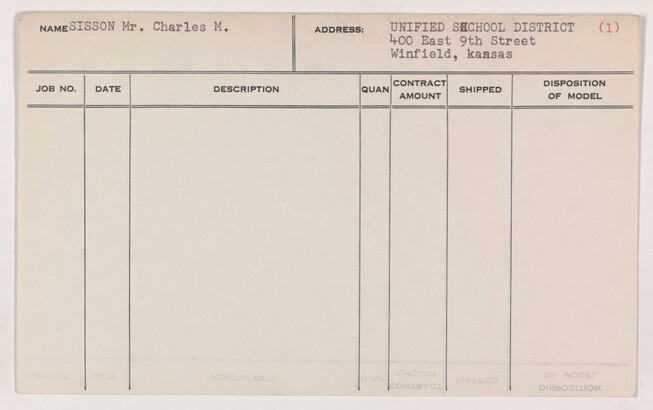 NAME SISSON Mr. Charles M.
ADDRESS: UNIFIED SHCHOOL DISTRICT (1)
400 East 9th Street
Winfield, kansas
JOB NO. DATE DESCRIPTION QUAN CONTRACT AMOUNT SHIPPED DISPOSITION OF MODEL